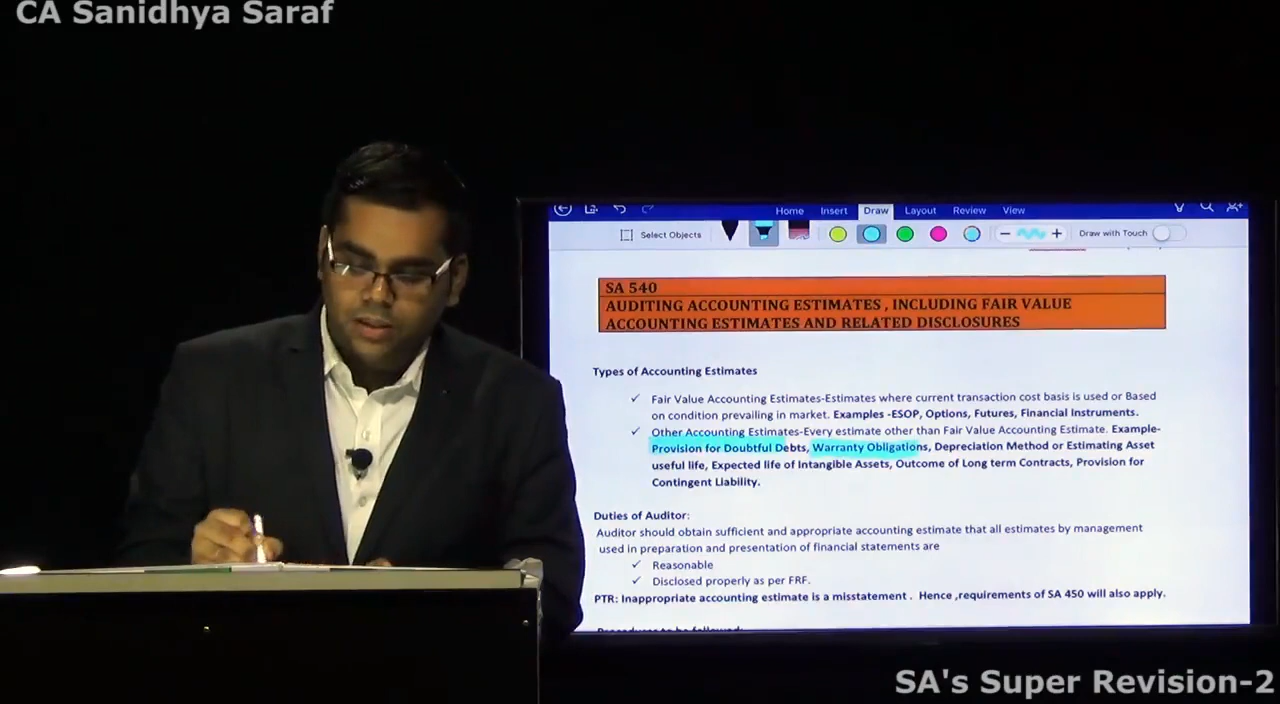 CA Sanidhya Saraf
Home Insert Draw Layout Review View
Select Objects
Draw with Touch
SA 540
AUDITING ACCOUNTING ESTIMATES , INCLUDING FAIR VALUE
ACCOUNTING ESTIMATES AND RELATED DISCLOSURES
Types of Accounting Estimates
✓ Fair Value Accounting Estimates-Estimates where current transaction cost basis is used or Based
on condition prevailing in market. Examples -ESOP, Options, Futures, Financial Instruments.
✓ Other Accounting Estimates-Every estimate other than Fair Value Accounting Estimate. Example-
Provision for Doubtful Debts, Warranty Obligations, Depreciation Method or Estimating Asset
useful life, Expected life of Intangible Assets, Outcome of Long term Contracts, Provision for
Contingent Liability.
Duties of Auditor:
Auditor should obtain sufficient and appropriate accounting estimate that all estimates by management
used in preparation and presentation of financial statements are
✓ Reasonable
✓ Disclosed properly as per FRF.
PTR: Inappropriate accounting estimate is a misstatement . Hence ,requirements of SA 450 will also apply.
Procedures to be followed:
SA's Super Revision-2